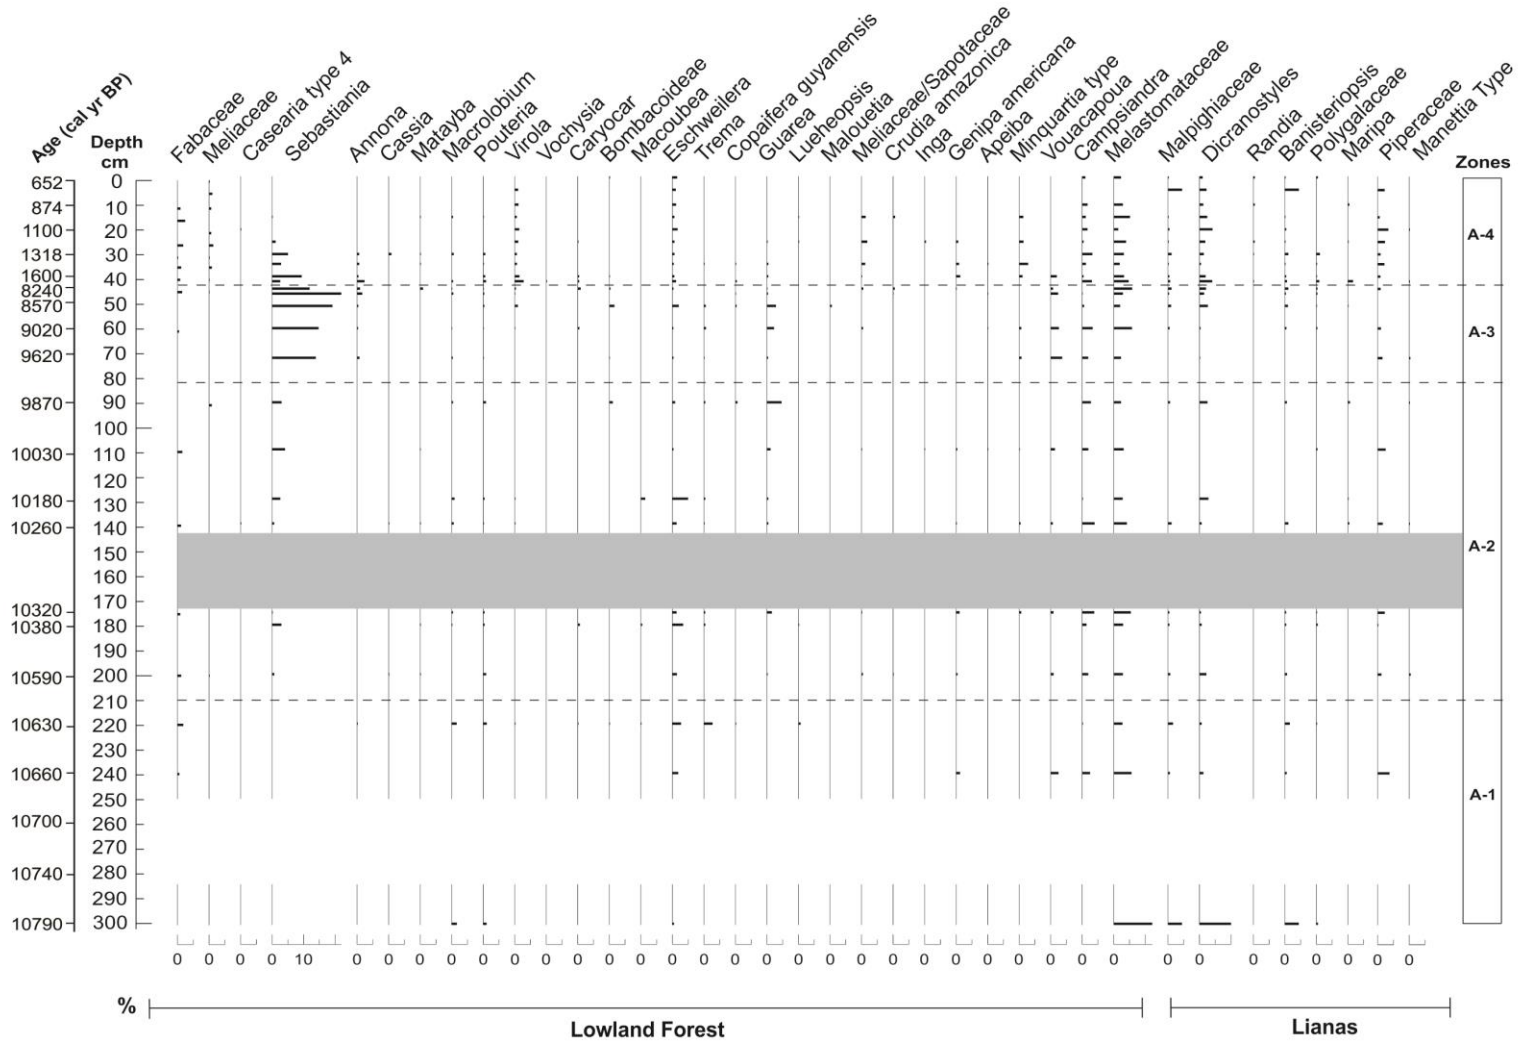 Age (cal yr BP)
Depth
cm
Fabaceae
Meliaceae
Casearia type 4
Sebastiania
Annona
Cassia
Matayba
Macrolobium
Pouteria
Virola
Vochysia
Caryocar
Bombacoideae
Macoubea
Eschweilera
Trema
Copaifera guyanensis
Guarea
Lueheopsis
Malouetia
Meliaceae/Sapotaceae
Crudia amazonica
Inga
Genipa americana
Apeiba
Minquartia type
Vouacapoua
Campsiandra
Melastomataceae
Malpighiaceae
Dicranostyles
Randia
Banisteriopsis
Polygalaceae
Maripa
Piperaceae
Manettia Type
Zones
652 0
874 10
1100 20
A-4
1318 30
1600 40
8240
8570 50
9020 60
A-3
9620 70
80
9870 90
100
10030 110
120
10180 130
10260 140
A-2
150
160
10320 170
10380 180
190
10590 200
210
10630 220
230
10660 240
250
A-1
10700 260
270
10740 280
290
10790 300
0 0 0 0 10 0 0 0 0 0 0 0 0 0 0 0 0 0 0 0 0 0 0 0 0 0 0 0 0 0 0 0 0 0 0 0 0 0
%
Lowland Forest
Lianas